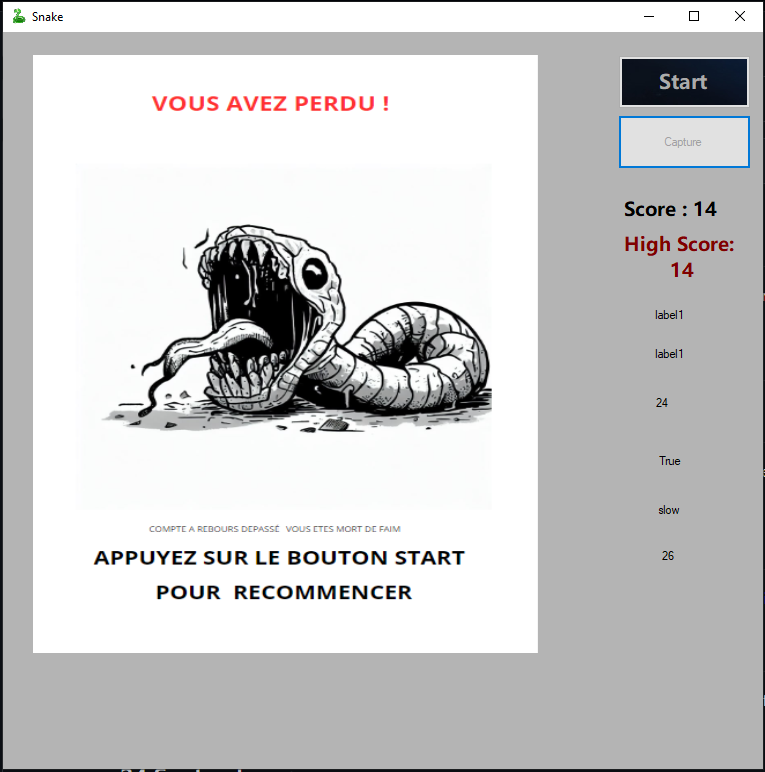 Snake
VOUS AVEZ PERDU !
COMPTE A REBOURS DEPASSÉ VOUS ETES MORT DE FAIM
APPUYEZ SUR LE BOUTON START
POUR RECOMMENCER
Start
Capture
Score : 14
High Score:
14
label1
label1
24
True
slow
26